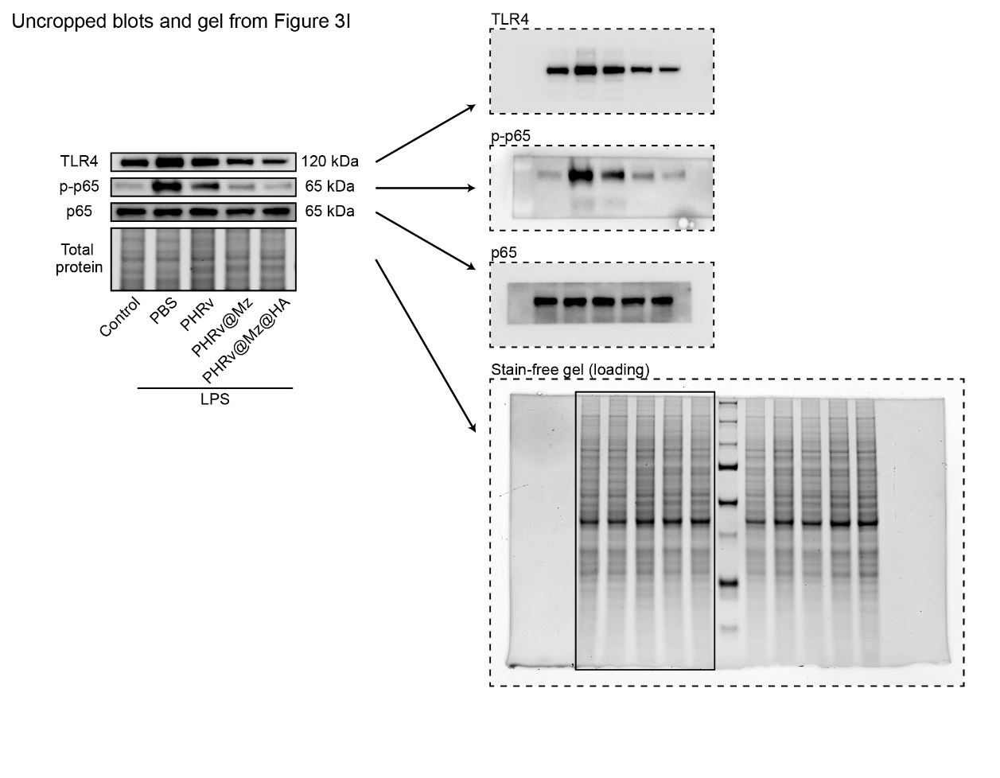 Uncropped blots and gel from Figure 3I
TLR4
p-p65
p65
Stain-free gel (loading)
TLR4 120 kDa
p-p65 65 kDa
p65 65 kDa
Total
protein
Control
PBS
PHRv
PHRv@Mz
PHRv@Mz@HA
LPS